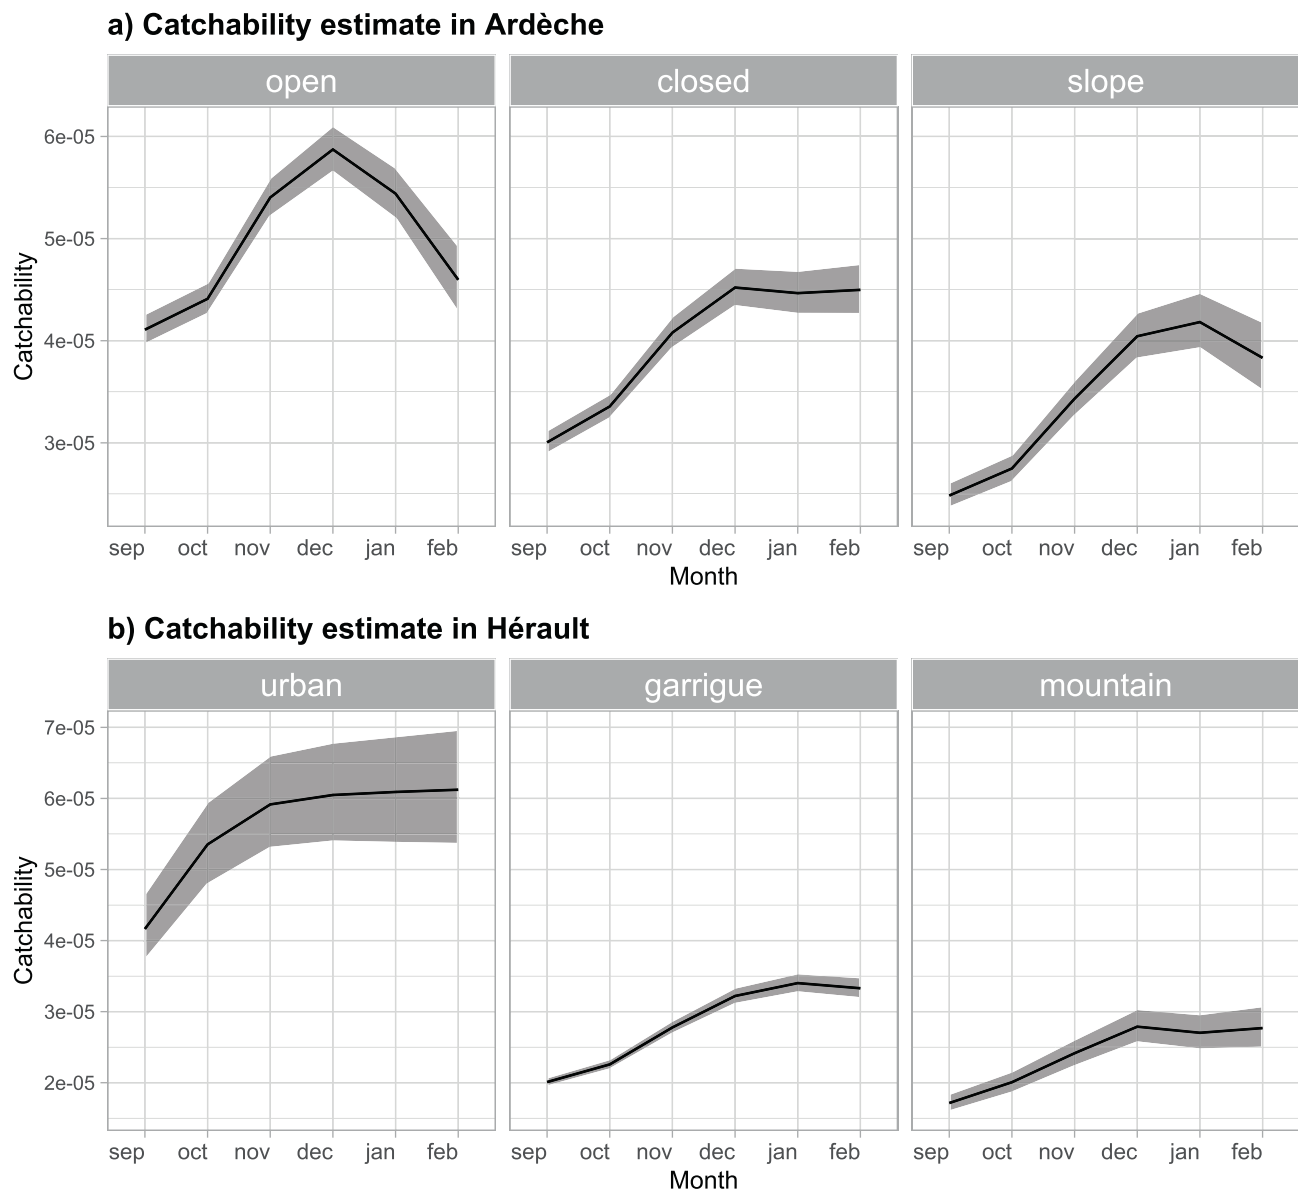 a) Catchability estimate in Ardèche
open closed slope
6e-05
5e-05
4e-05
3e-05
Catchability
sep oct nov dec jan feb sep oct nov dec jan feb sep oct nov dec jan feb
Month
b) Catchability estimate in Hérault
urban garrigue mountain
7e-05
6e-05
5e-05
4e-05
3e-05
2e-05
Catchability
sep oct nov dec jan feb sep oct nov dec jan feb sep oct nov dec jan feb
Month